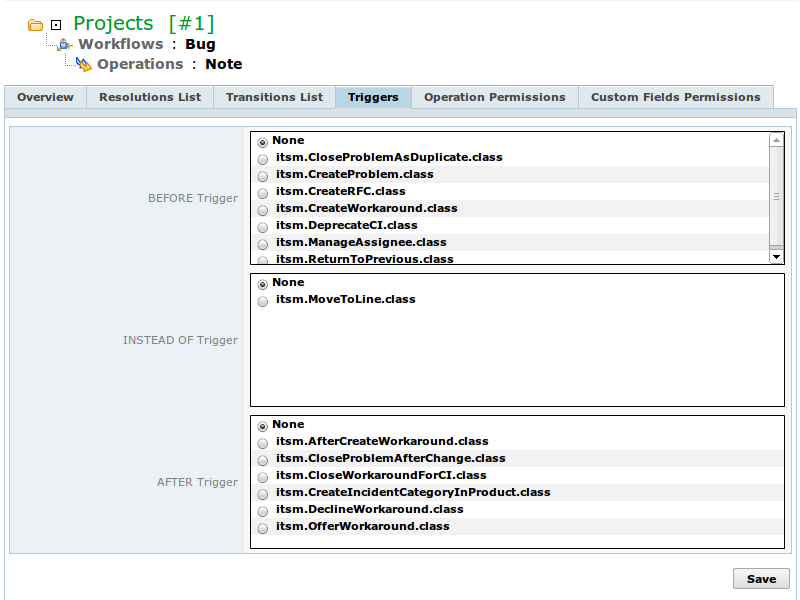 Projects [#1]
Workflows : Bug
Operations : Note
Overview Resolutions List Transitions List Triggers Operation Permissions Custom Fields Permissions
BEFORE Trigger
None
itsm.CloseProblemAsDuplicate.class
itsm.CreateProblem.class
itsm.CreateRFC.class
itsm.CreateWorkaround.class
itsm.DeprecateCI.class
itsm.ManageAssignee.class
itsm.ReturnToPrevious.class
INSTEAD OF Trigger
None
itsm.MoveToLine.class
AFTER Trigger
None
itsm.AfterCreateWorkaround.class
itsm.CloseProblemAfterChange.class
itsm.CloseWorkaroundForCI.class
itsm.CreateIncidentCategoryInProduct.class
itsm.DeclineWorkaround.class
itsm.OfferWorkaround.class
Save